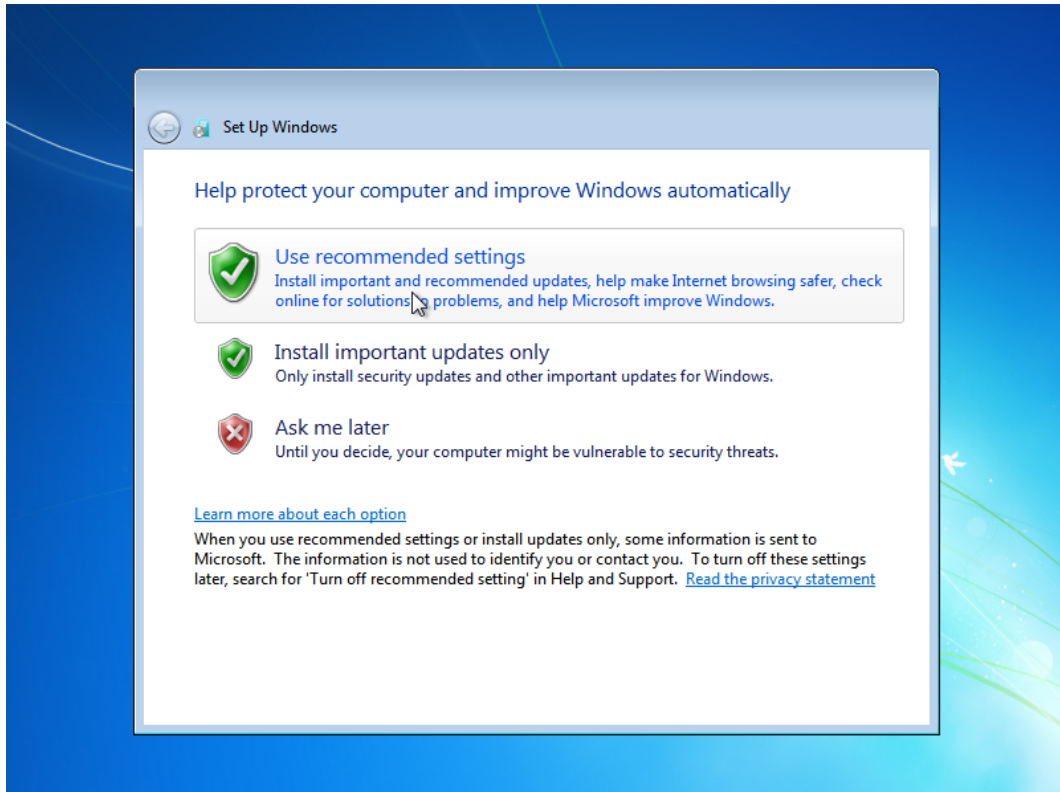 Set Up Windows
Help protect your computer and improve Windows automatically
Use recommended settings
Install important and recommended updates, help make Internet browsing safer, check
online for solutions problems, and help Microsoft improve Windows.
Install important updates only
Only install security updates and other important updates for Windows.
Ask me later
Until you decide, your computer might be vulnerable to security threats.
Learn more about each option
When you use recommended settings or install updates only, some information is sent to
Microsoft. The information is not used to identify you or contact you. To turn off these settings
later, search for 'Turn off recommended setting' in Help and Support. Read the privacy statement